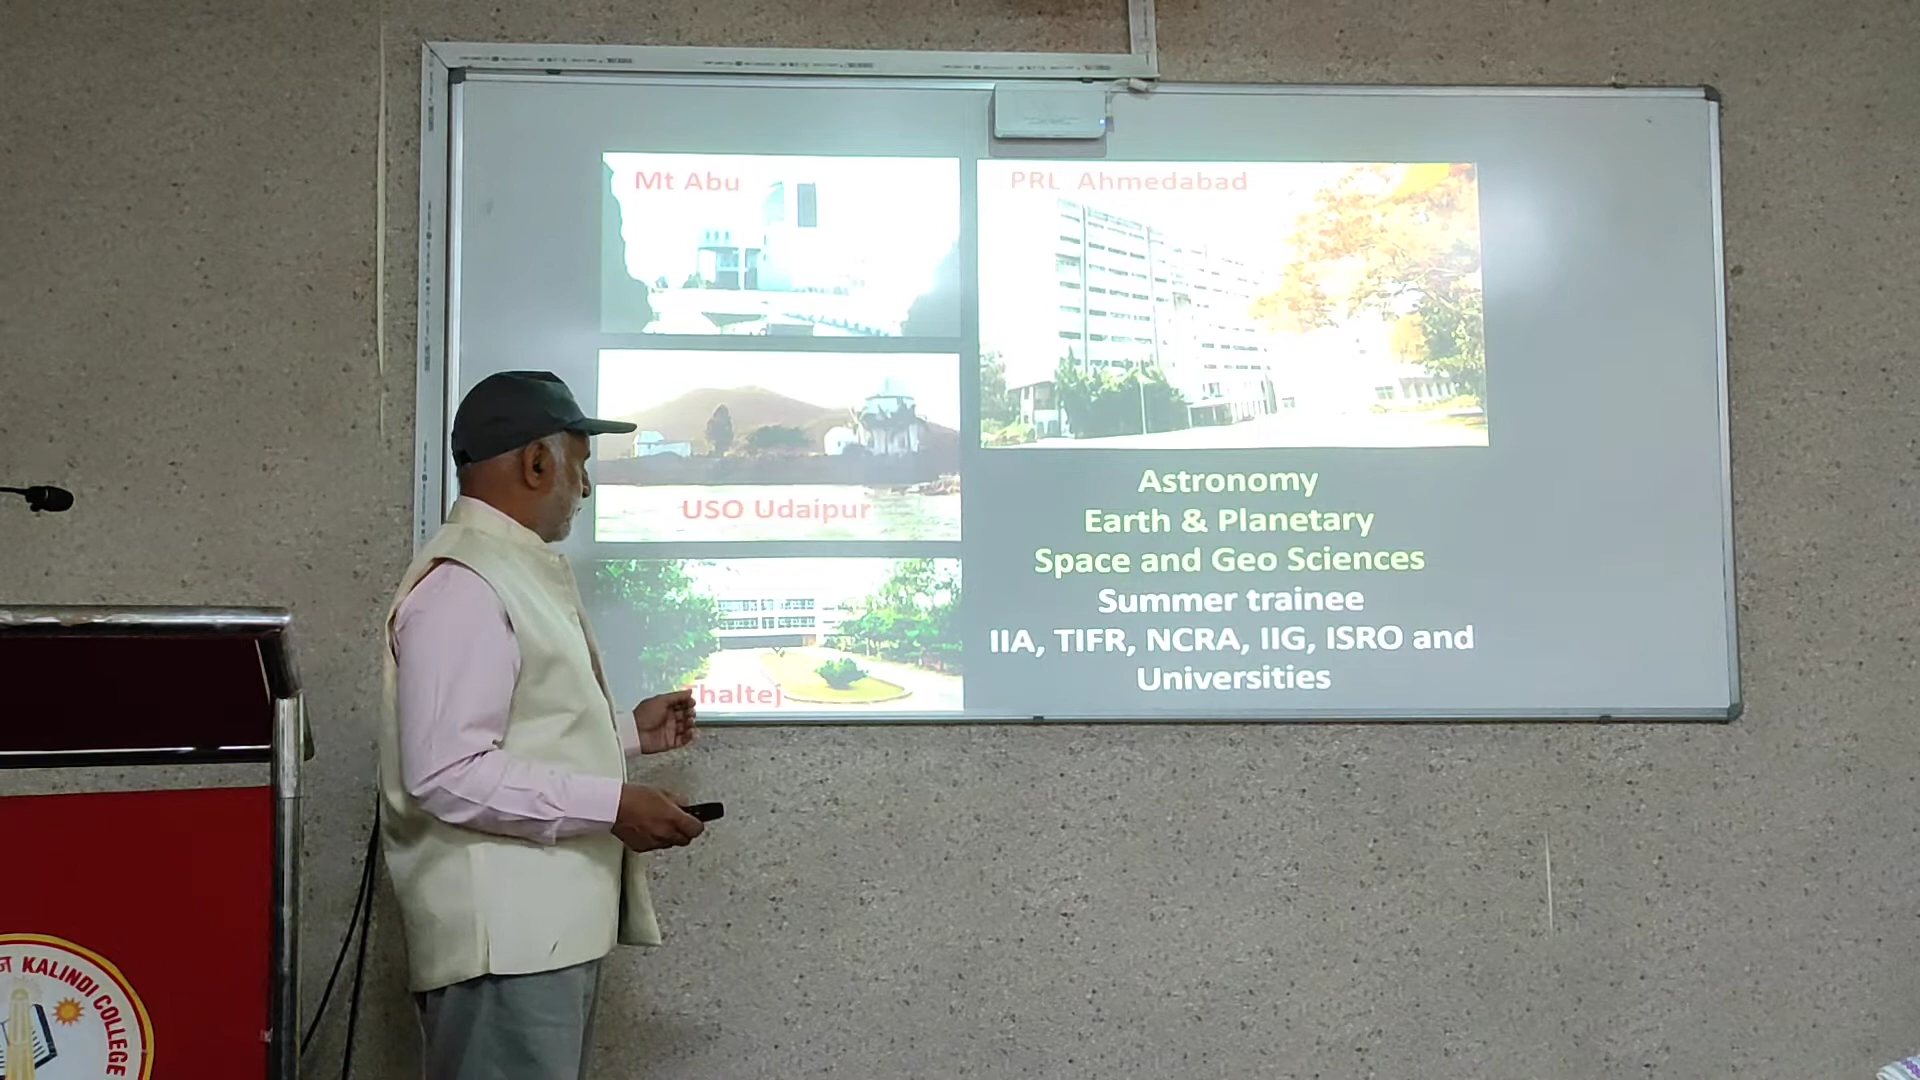 Mt Abu
PRL Ahmedabad
USO Udaipur
Thaltej
Astronomy
Earth & Planetary
Space and Geo Sciences
Summer trainee
IIA, TIFR, NCRA, IIG, ISRO and
Universities
KALINDI COLLEGE